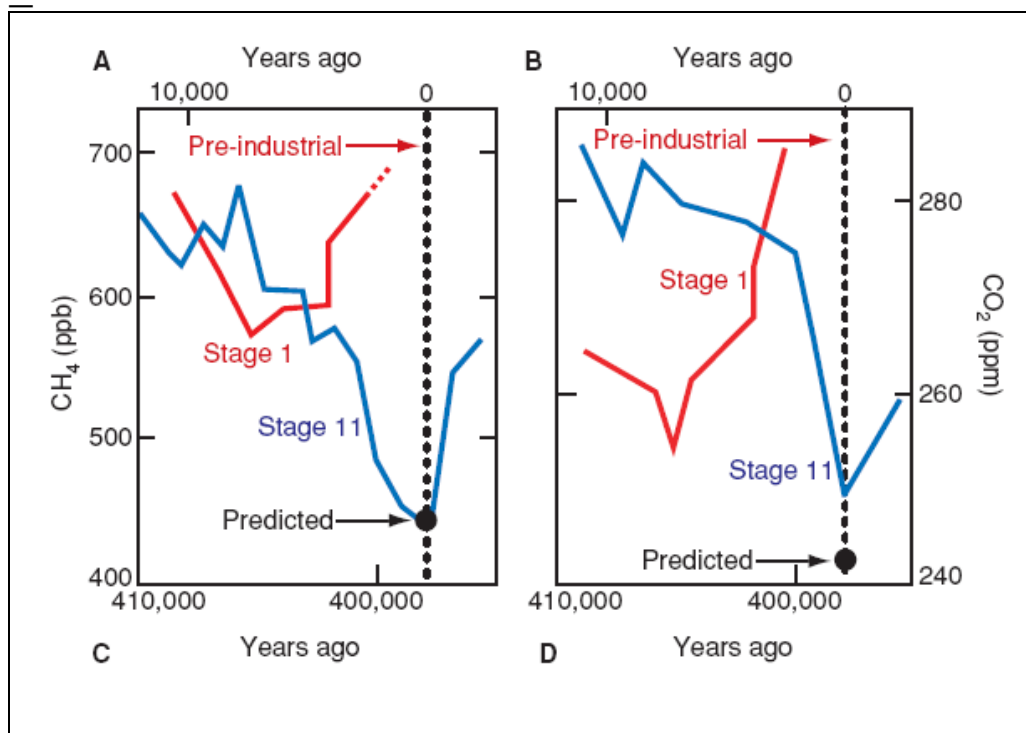 A
Years ago
10,000
0
700
600
500
400
CH4 (ppb)
Pre-industrial
Stage 1
Stage 11
Predicted
410,000
400,000
C
Years ago
B
Years ago
10,000
0
Pre-industrial
Stage 1
Stage 11
Predicted
280
260
240
CO2 (ppm)
410,000
400,000
D
Years ago